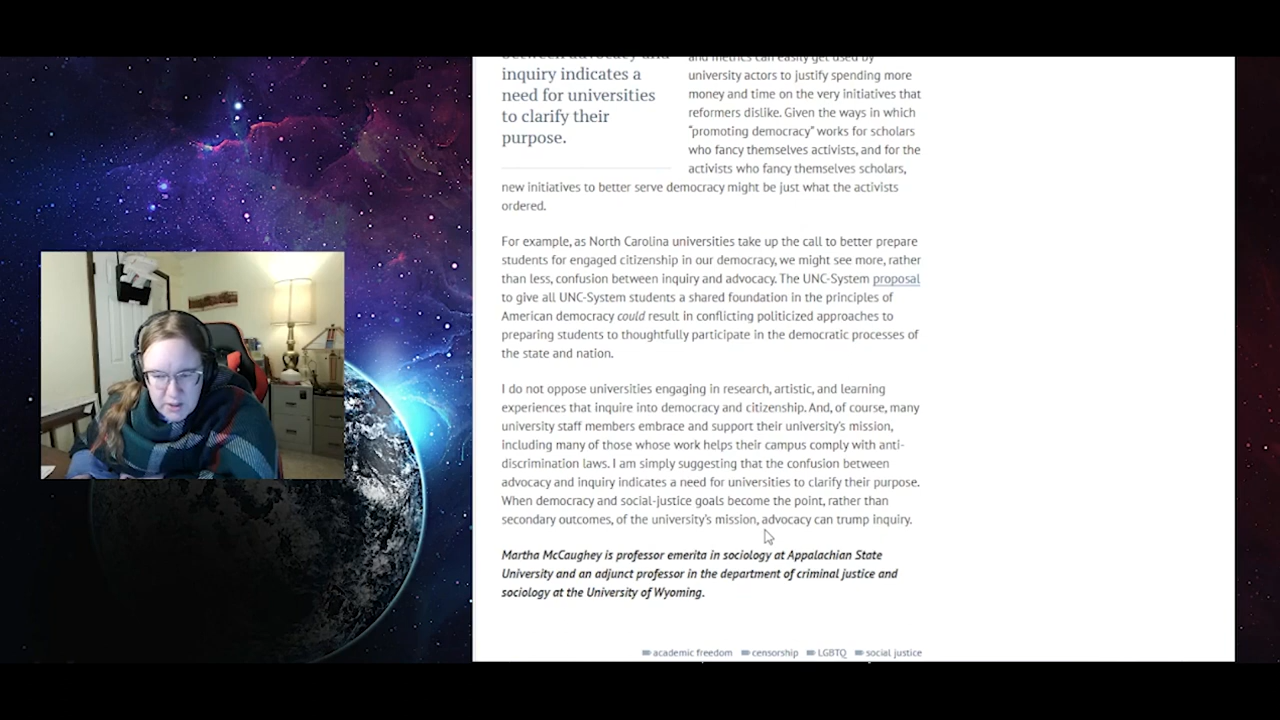 between advocacy and
inquiry indicates a
need for universities
to clarify their
purpose.
and metrics can easily get used by
university actors to justify spending more
money and time on the very initiatives that
reformers dislike. Given the ways in which
“promoting democracy” works for scholars
who fancy themselves activists, and for the
activists who fancy themselves scholars,
new initiatives to better serve democracy might be just what the activists
ordered.
For example, as North Carolina universities take up the call to better prepare
students for engaged citizenship in our democracy, we might see more, rather
than less, confusion between inquiry and advocacy. The UNC-System proposal
to give all UNC-System students a shared foundation in the principles of
American democracy could result in conflicting politicized approaches to
preparing students to thoughtfully participate in the democratic processes of
the state and nation.
I do not oppose universities engaging in research, artistic, and learning
experiences that inquire into democracy and citizenship. And, of course, many
university staff members embrace and support their university's mission,
including many of those whose work helps their campus comply with anti-
discrimination laws. I am simply suggesting that the confusion between
advocacy and inquiry indicates a need for universities to clarify their purpose.
When democracy and social-justice goals become the point, rather than
secondary outcomes, of the university's mission, advocacy can trump inquiry.
Martha McCaughey is professor emerita in sociology at Appalachian State
University and an adjunct professor in the department of criminal justice and
sociology at the University of Wyoming.
academic freedom censorship LGBTQ social justice